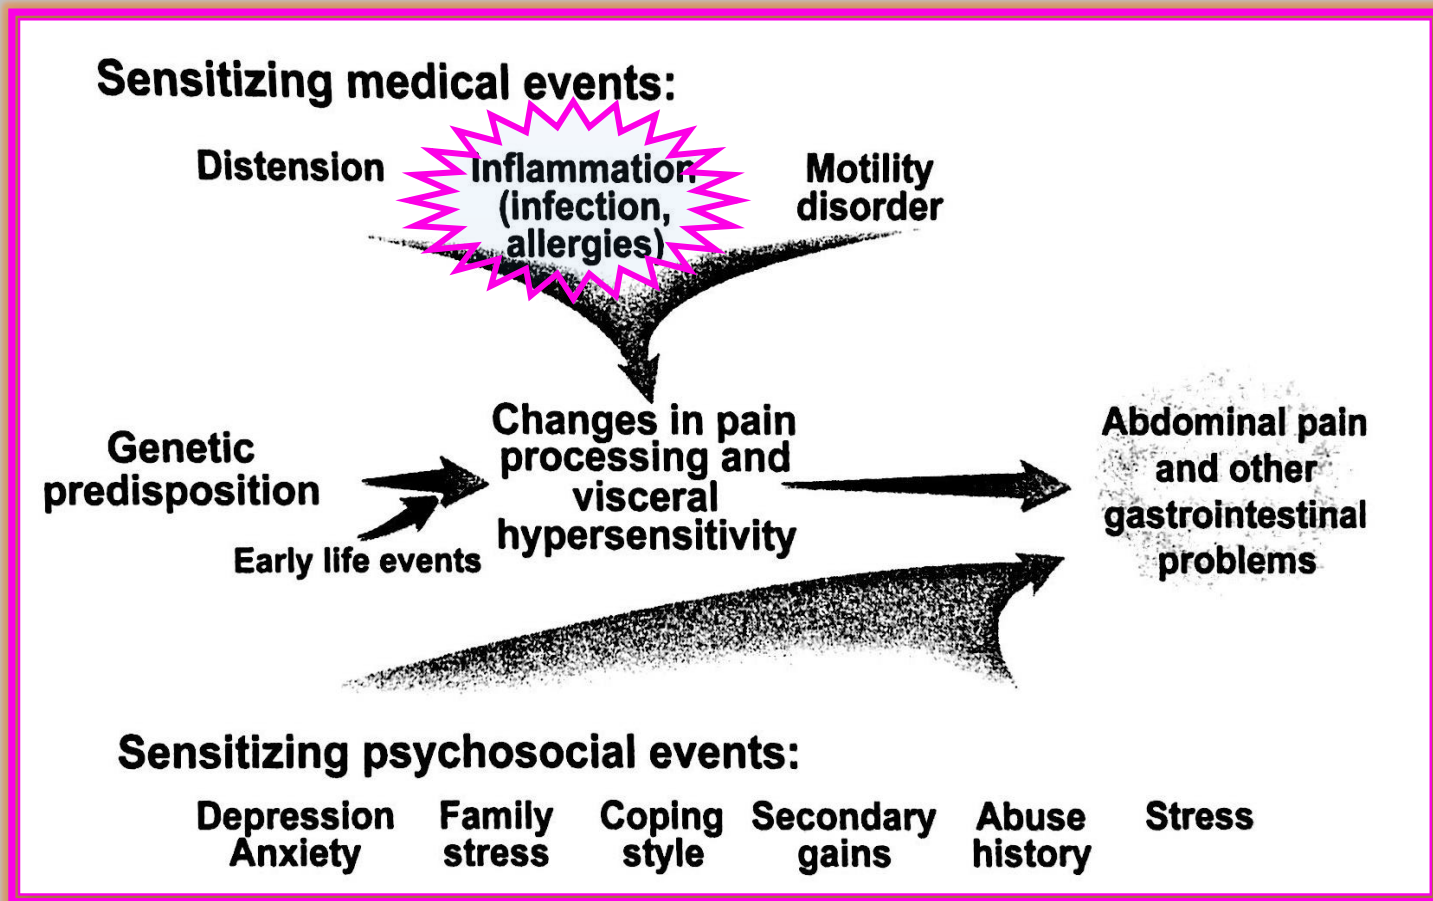 Sensitizing medical events:
Distension
Inflammation
(infection,
allergies)
Motility
disorder
Genetic
predisposition
Early life events
Changes in pain
processing and
visceral
hypersensitivity
Abdominal pain
and other
gastrointestinal
problems
Sensitizing psychosocial events:
Depression
Anxiety
Family
stress
Coping
style
Secondary
gains
Abuse
history
Stress